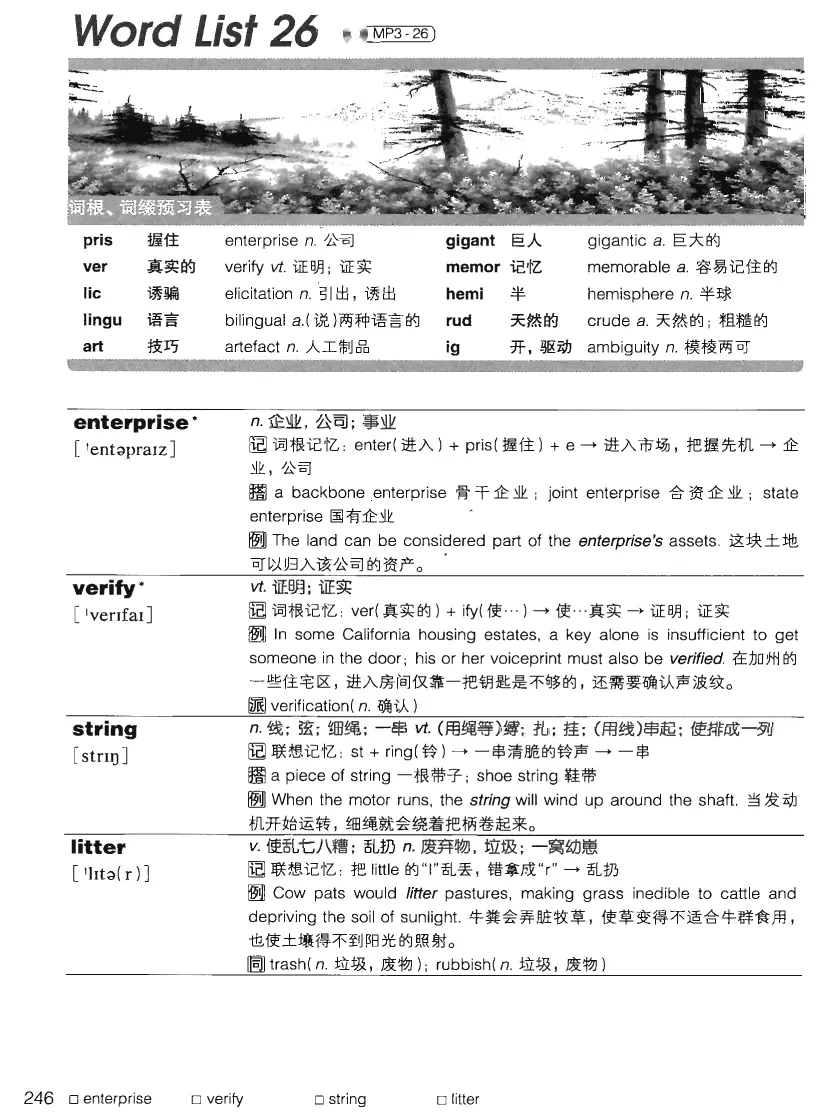 Word List 26 MP3-26
词根、词缀预习表
pris 握住 enterprise n. 公司 gigant 巨人 gigantic a. 巨大的
ver 真实的 verify vt. 证明；证实 memor 记忆 memorable a. 容易记住的
lic 诱骗 elicitation n. 引出，诱出 hemi 半 hemisphere n. 半球
lingu 语言 bilingual a.(说)两种语言的 rud 天然的 crude a. 天然的；粗糙的
art 技巧 artefact n. 人工制品 ig 开，驱动 ambiguity n. 模棱两可
enterprise* n. 企业，公司；事业
[ˈentəpraɪz] 记 词根记忆：enter(进入) + pris(握住) + e → 进入市场，把握先机 → 企
业，公司
搭 a backbone enterprise 骨干企业；joint enterprise 合资企业；state
enterprise 国有企业
例 The land can be considered part of the enterprise's assets. 这块土地
可以归入该公司的资产。
verify* vt. 证明；证实
[ˈverɪfaɪ] 记 词根记忆：ver(真实的) + ify(使…) → 使…真实 → 证明；证实
例 In some California housing estates, a key alone is insufficient to get
someone in the door; his or her voiceprint must also be verified. 在加州的
一些住宅区，进入房间仅靠一把钥匙是不够的，还需要确认声波纹。
派 verification(n. 确认)
string n. 线；弦；细绳；一串 vt. (用绳等)缚；扎；挂；(用线)串起；使排成一列
[strɪŋ] 记 联想记忆：st + ring(铃) → 一串清脆的铃声 → 一串
搭 a piece of string 一根带子；shoe string 鞋带
例 When the motor runs, the string will wind up around the shaft. 当发动
机开始运转，细绳就会绕着把柄卷起来。
litter v. 使乱七八糟；乱扔 n. 废弃物，垃圾；一窝幼崽
[ˈlɪtə(r)] 记 联想记忆：把 little 的“l”乱丢，错拿成“r” → 乱扔
例 Cow pats would litter pastures, making grass inedible to cattle and
depriving the soil of sunlight. 牛粪会弄脏牧草，使草变得不适合牛群食用，
也使土壤得不到阳光的照射。
同 trash(n. 垃圾，废物)；rubbish(n. 垃圾，废物)
246 □ enterprise □ verify □ string □ litter